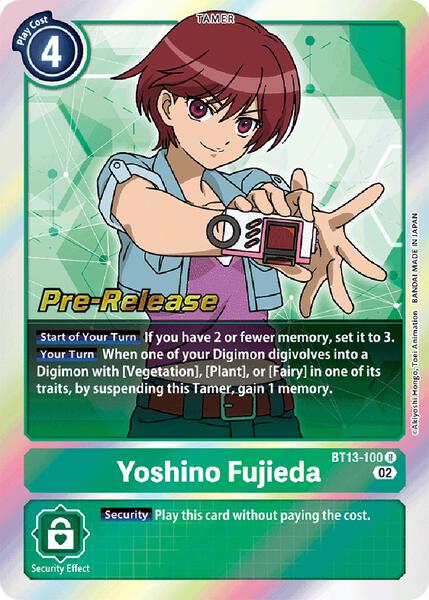 TAMER
Play Cost
4
Pre-Release
Start of Your Turn If you have 2 or fewer memory, set it to 3.
Your Turn When one of your Digimon digivolves into a
Digimon with [Vegetation], [Plant], or [Fairy] in one of its
traits, by suspending this Tamer, gain 1 memory.
©Akiyoshi Hongo, Toei Animation BANDAI MADE IN JAPAN
BT13-100 R
Yoshino Fujieda
02
Security Play this card without paying the cost.
Security Effect